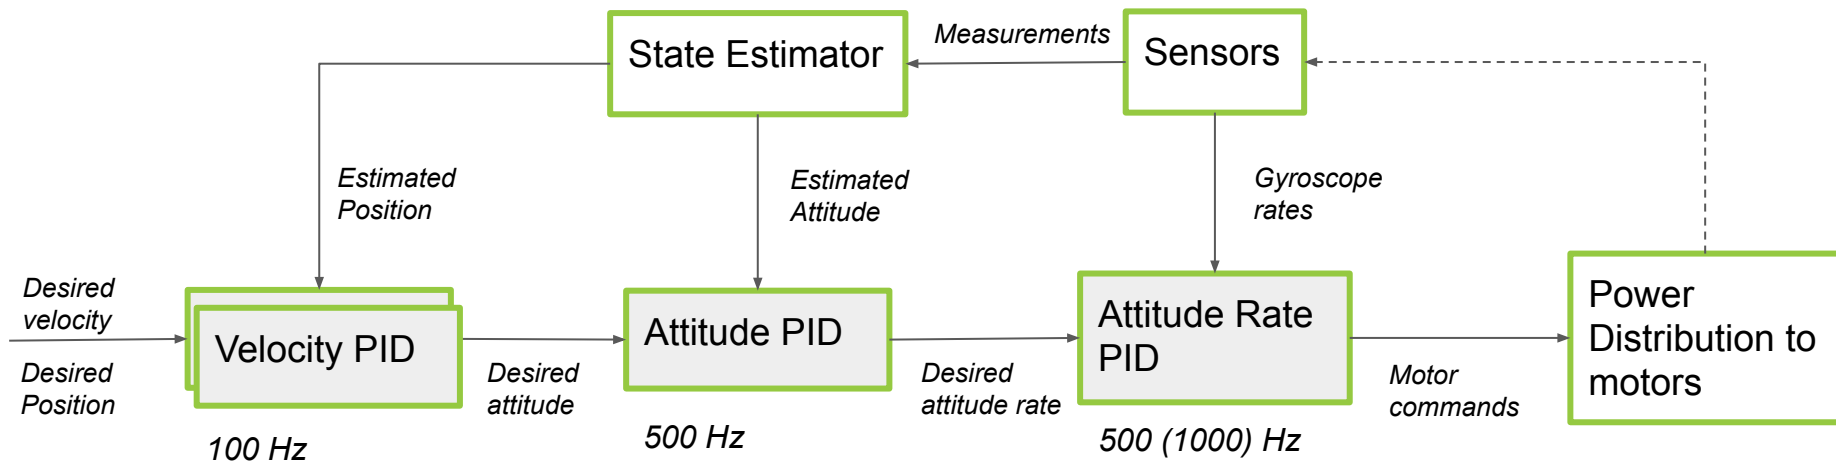 State Estimator
Measurements
Sensors
Estimated
Position
Estimated
Attitude
Gyroscope
rates
Desired
velocity
Desired
Position
Velocity PID
Desired
attitude
Attitude PID
Desired
attitude rate
Attitude Rate
PID
Motor
commands
Power
Distribution to
motors
100 Hz
500 Hz
500 (1000) Hz